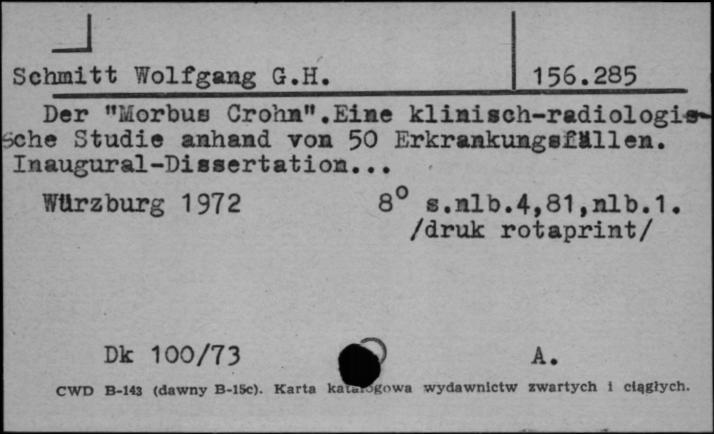 Schmitt Wolfgang G.H. 156.285
Der "Morbus Crohn".Eine klinisch-radiologi-
sche Studie anhand von 50 Erkrankungsfällen.
Inaugural-Dissertation...
Würzburg 1972 8° s.nlb.4,81,nlb.1.
/druk rotaprint/
Dk 100/73 A.
CWD B-143 (dawny B-15c). Karta katalogowa wydawnictw zwartych i ciągłych.